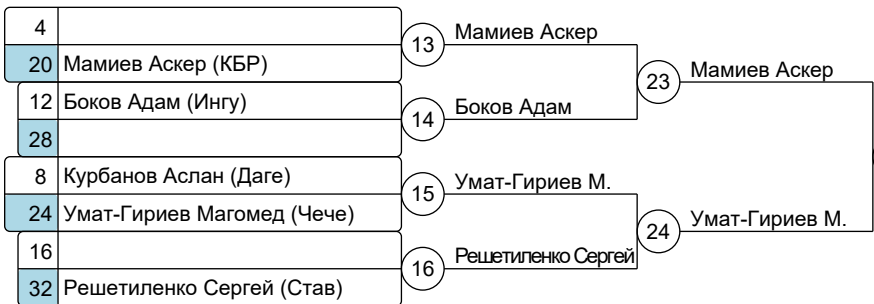 4
20 Мамиев Аскер (КБР)
12 Боков Адам (Ингу)
28
8 Курбанов Аслан (Даге)
24 Умат-Гириев Магомед (Чече)
16
32 Решетиленко Сергей (Став)
13 Мамиев Аскер
14 Боков Адам
15 Умат-Гириев М.
16 Решетиленко Сергей
23 Мамиев Аскер
24 Умат-Гириев М.